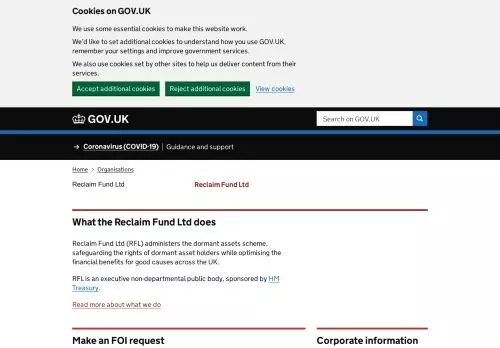 Cookies on GOV.UK
We use some essential cookies to make this website work.
We'd like to set additional cookies to understand how you use GOV.UK,
remember your settings and improve government services.
We also use cookies set by other sites to help us deliver content from their
services.
Accept additional cookies Reject additional cookies View cookies
GOV.UK Search on GOV.UK
→ Coronavirus (COVID-19) | Guidance and support
Home > Organisations
Reclaim Fund Ltd Reclaim Fund Ltd
What the Reclaim Fund Ltd does
Reclaim Fund Ltd (RFL) administers the dormant assets scheme,
safeguarding the rights of dormant asset holders while optimising the
financial benefits for good causes across the UK.
RFL is an executive non-departmental public body, sponsored by HM
Treasury.
Read more about what we do
Make an FOI request Corporate information